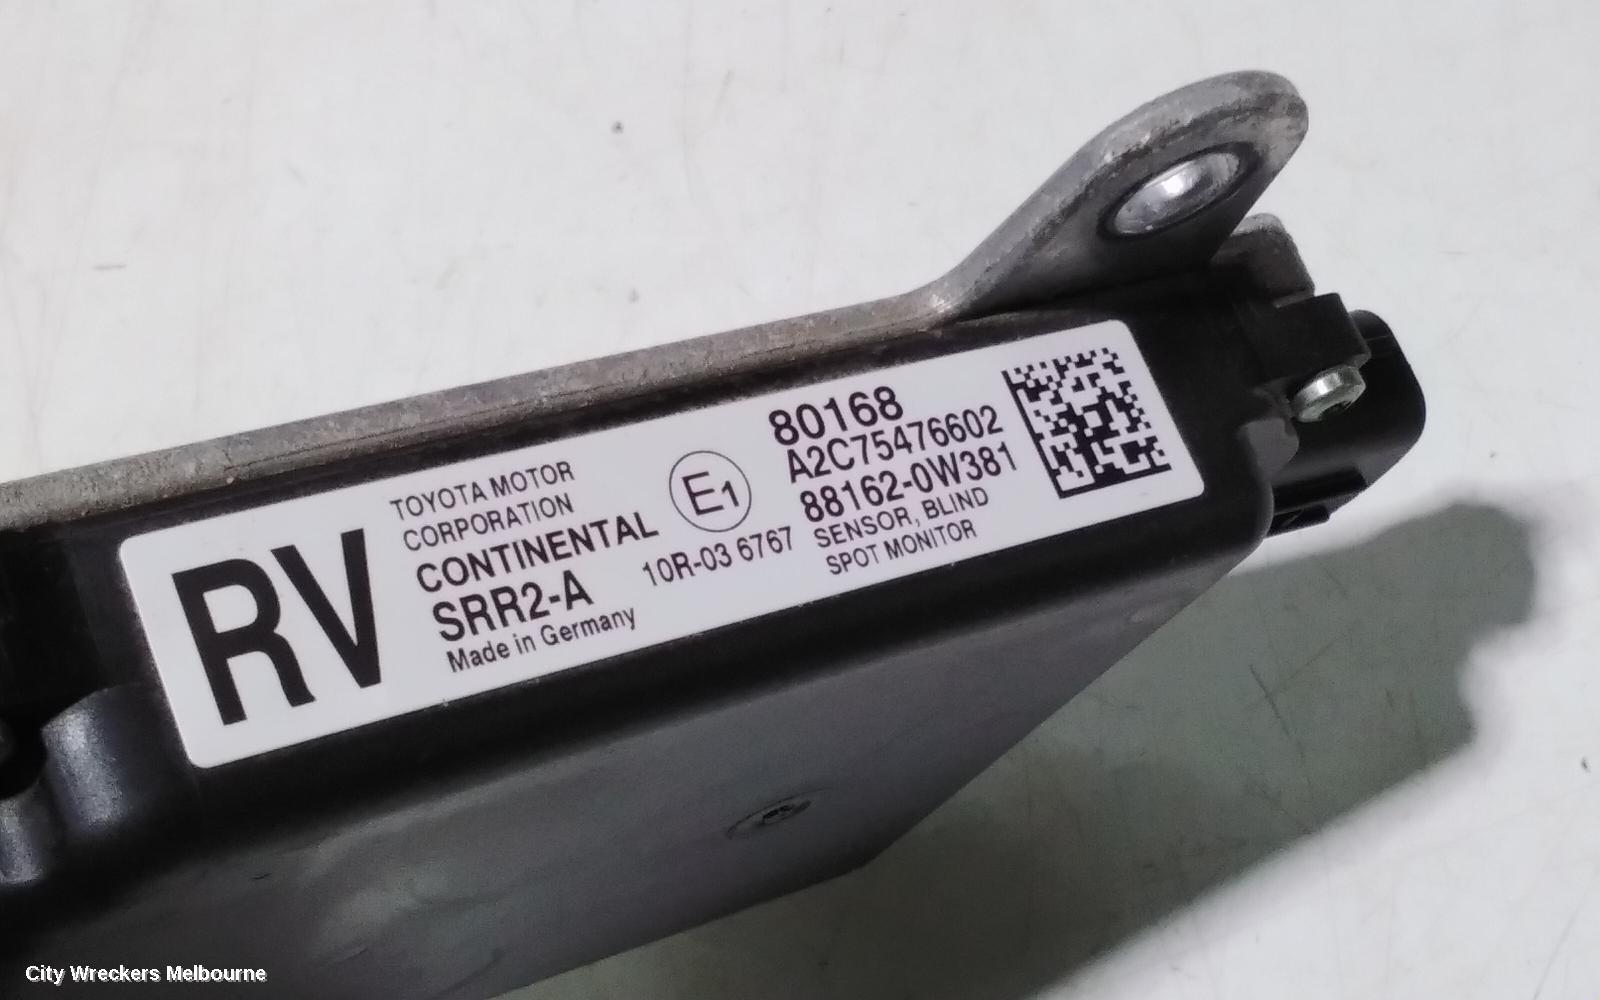 RV
TOYOTA MOTOR
CORPORATION
CONTINENTAL
SRR2-A
Made in Germany
E1
10R-03 6767
80168
A2C75476602
88162-0W381
SENSOR, BLIND
SPOT MONITOR
City Wreckers Melbourne